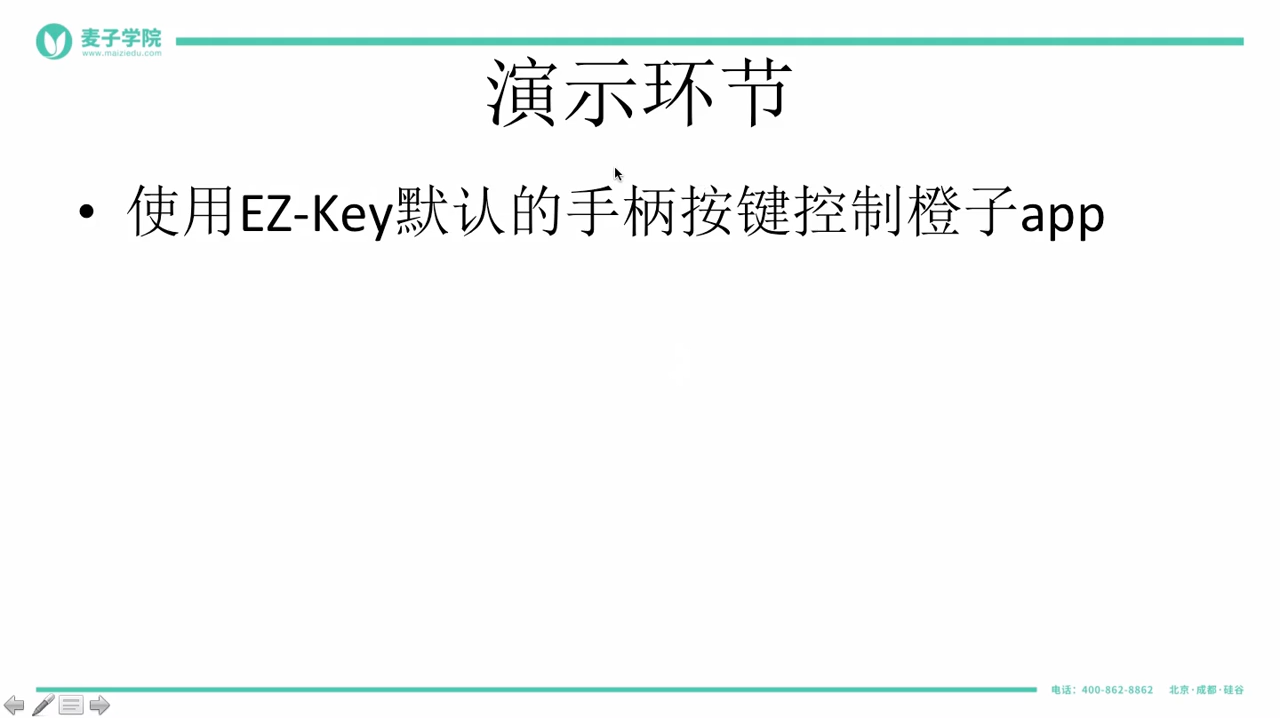 麦子学院
www.maiziedu.com
演示环节
• 使用EZ-Key默认的手柄按键控制橙子app
电话：400-862-8862 北京·成都·硅谷